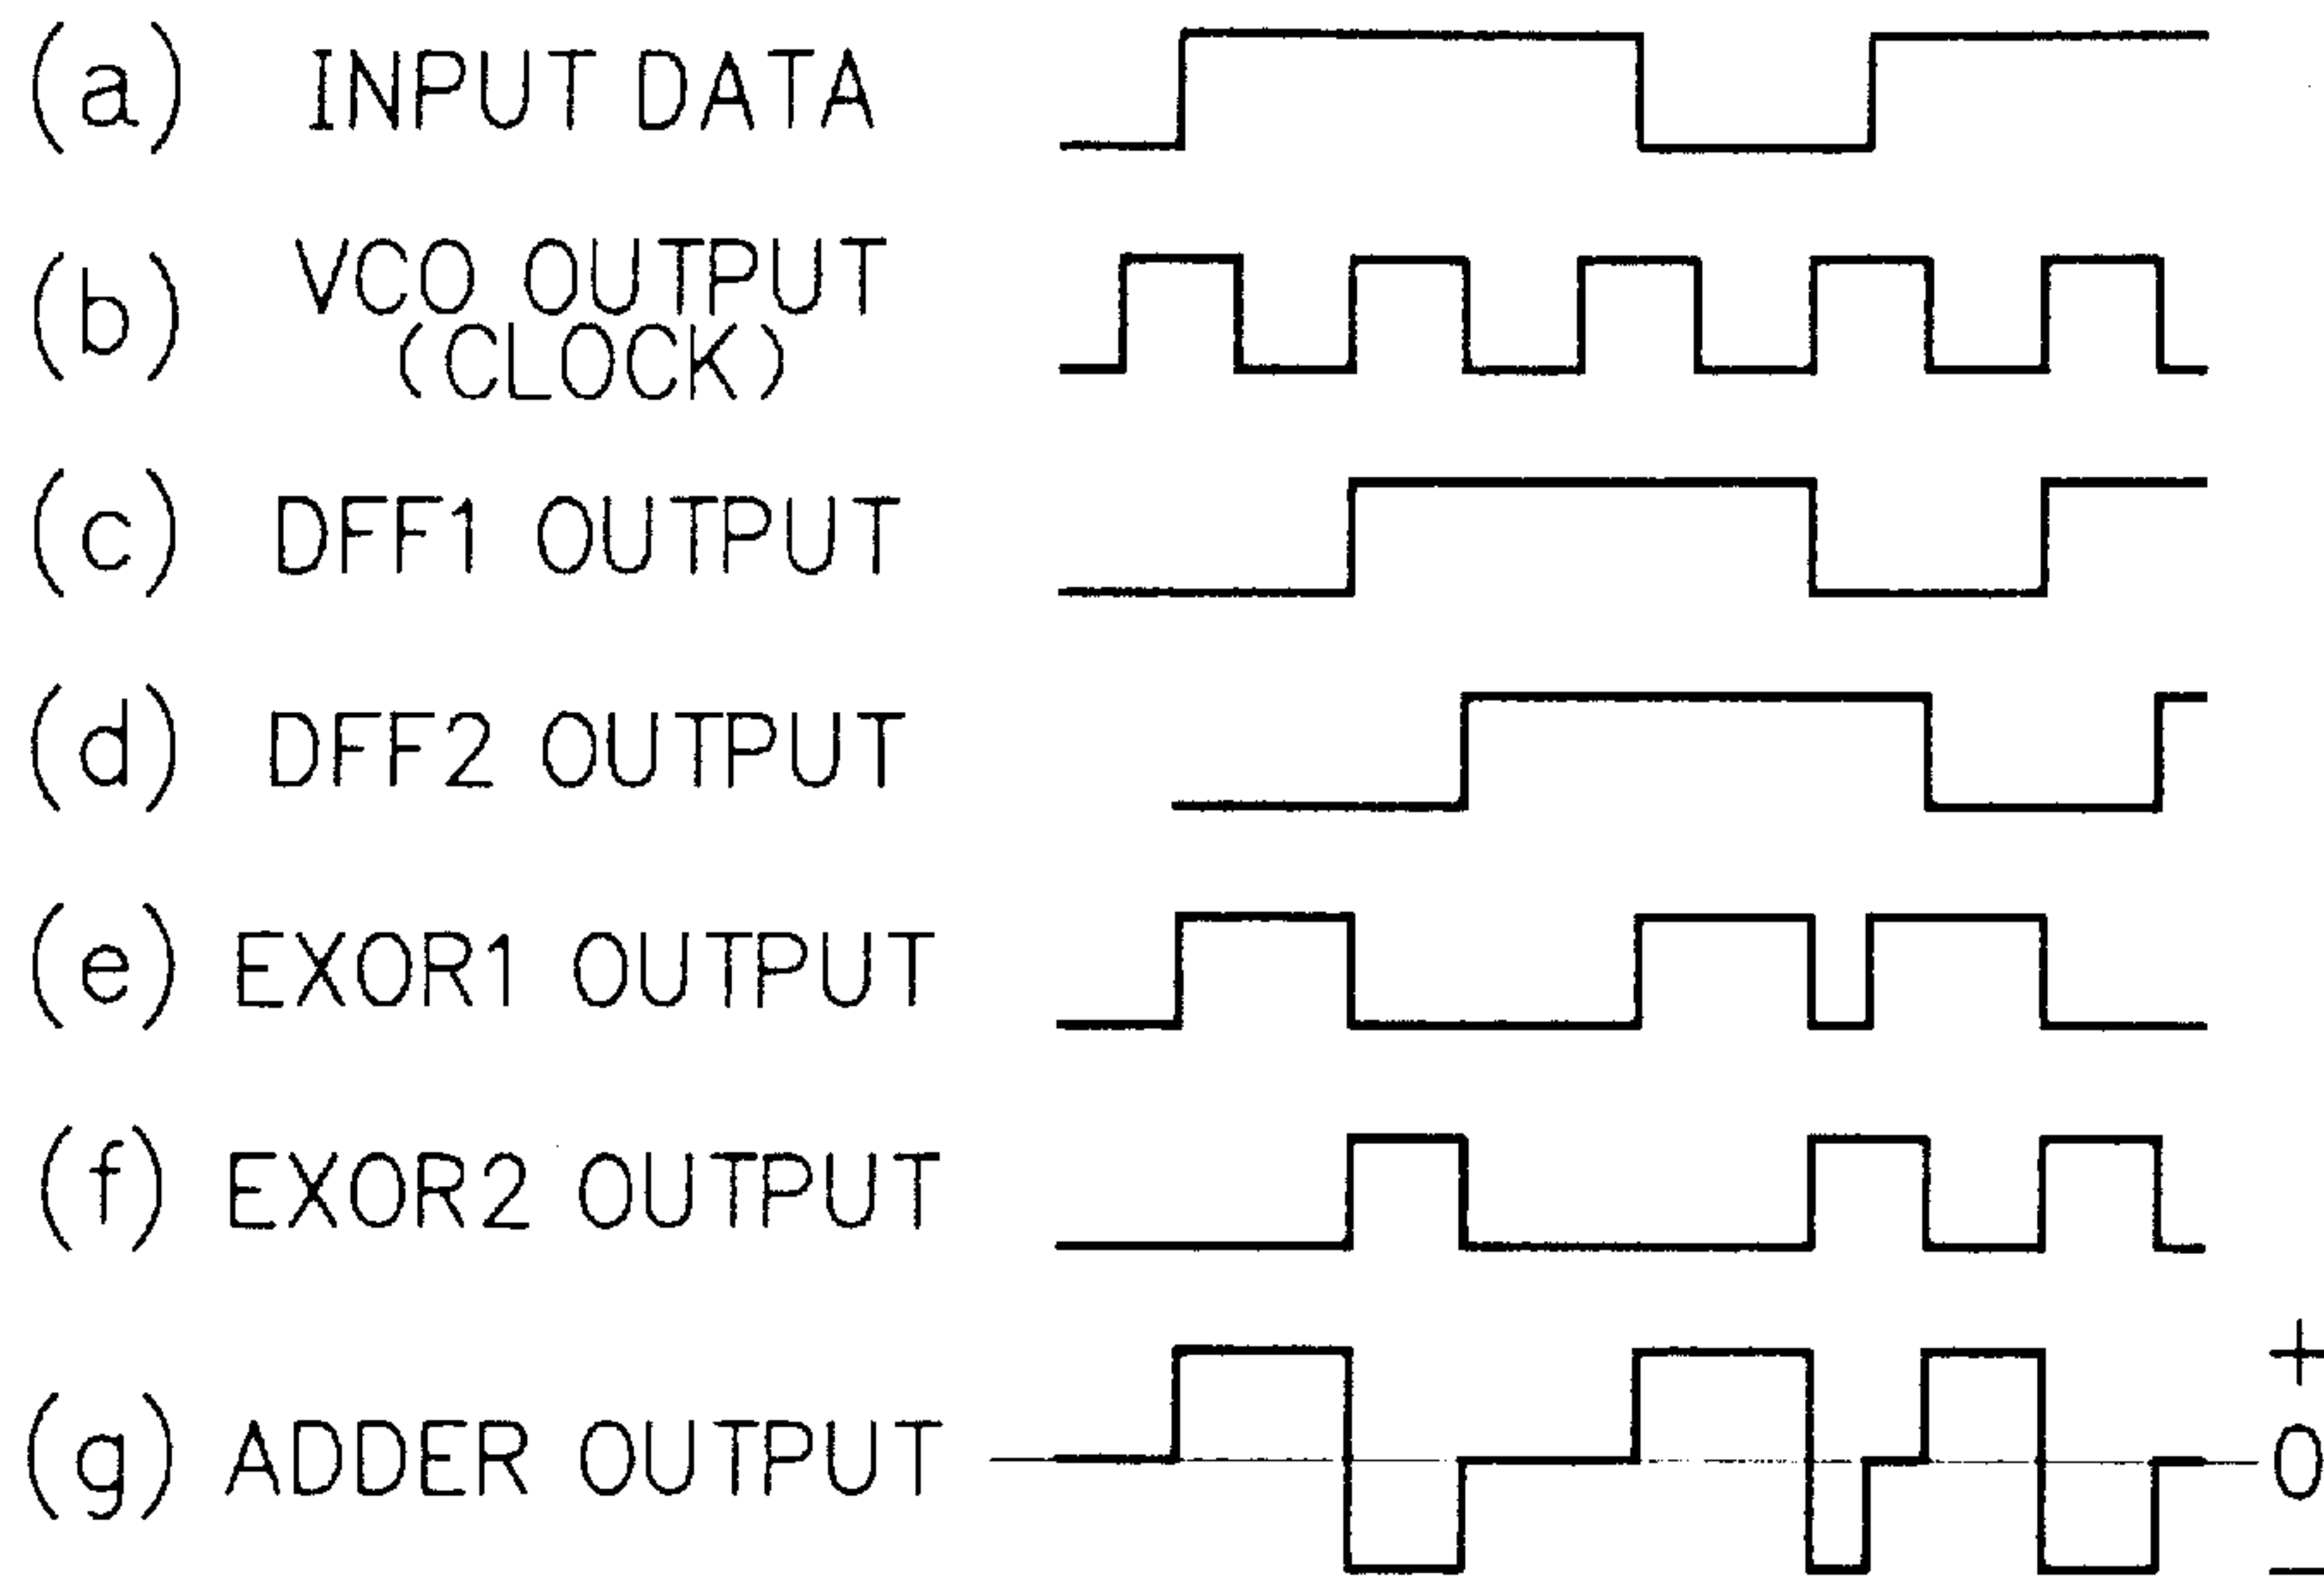 (a) INPUT DATA
(b) VCO OUTPUT
(CLOCK)
(c) DFF1 OUTPUT
(d) DFF2 OUTPUT
(e) EXOR1 OUTPUT
(f) EXOR2 OUTPUT
(g) ADDER OUTPUT
+
0
−